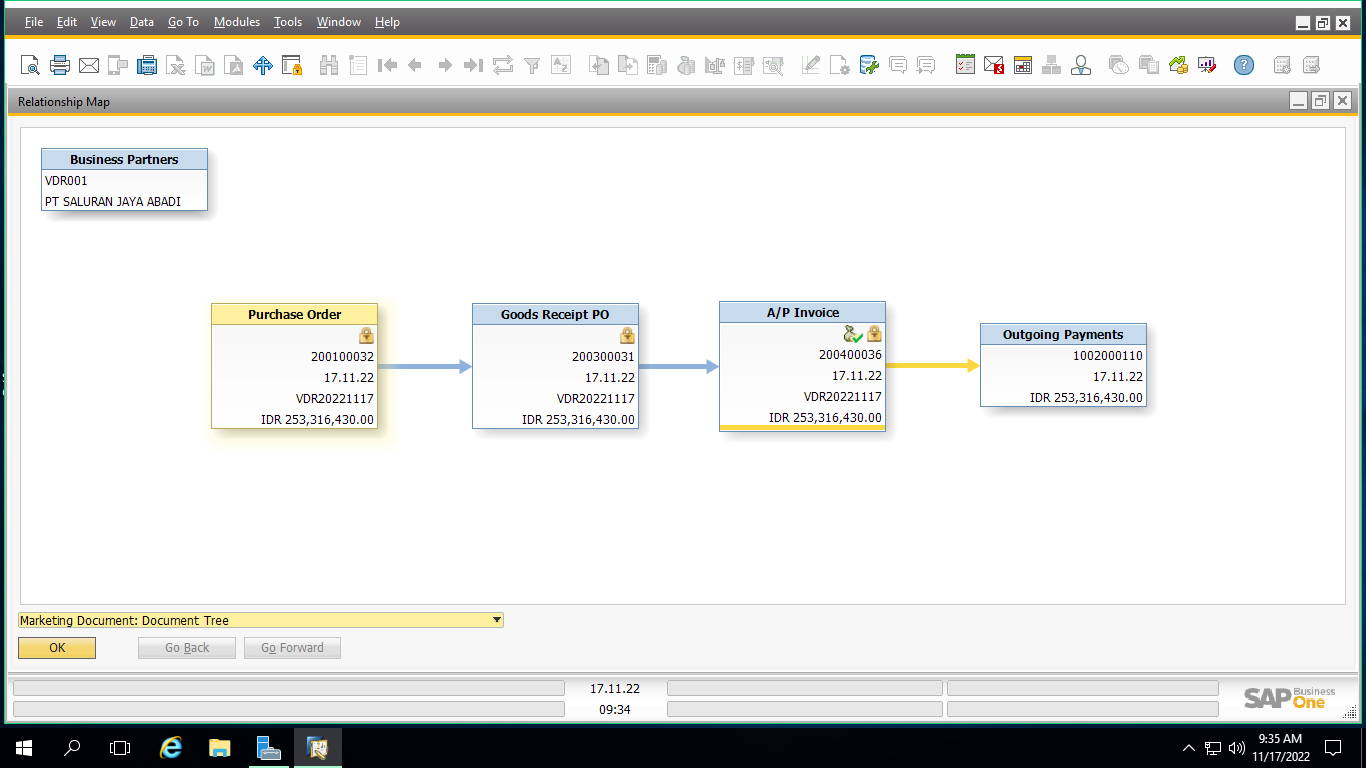 File Edit View Data Go To Modules Tools Window Help
Relationship Map
Business Partners
VDR001
PT SALURAN JAYA ABADI
Purchase Order
200100032
17.11.22
VDR20221117
IDR 253,316,430.00
Goods Receipt PO
200300031
17.11.22
VDR20221117
IDR 253,316,430.00
A/P Invoice
200400036
17.11.22
VDR20221117
IDR 253,316,430.00
Outgoing Payments
1002000110
17.11.22
IDR 253,316,430.00
Marketing Document: Document Tree
OK Go Back Go Forward
17.11.22
09:34
SAP Business One
9:35 AM
11/17/2022